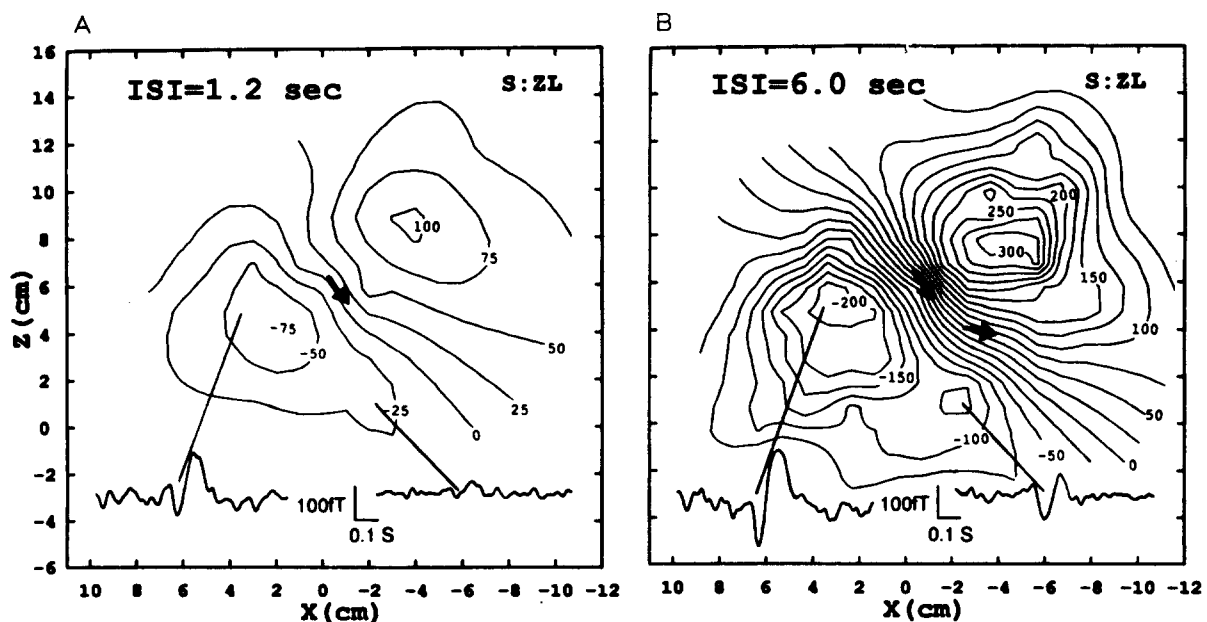 A
B
ISI=1.2 sec
S:ZL
ISI=6.0 sec
S:ZL
Z(cm)
16
14
12
10
8
6
4
2
0
-2
-4
-6
100
75
-75
-50
-25
50
25
0
200
250
300
150
-200
-150
100
-100
50
-50
0
100fT
0.1 S
100fT
0.1 S
10 8 6 4 2 0 -2 -4 -6 -8 -10 -12
X(cm)
10 8 6 4 2 0 -2 -4 -6 -8 -10 -12
X(cm)